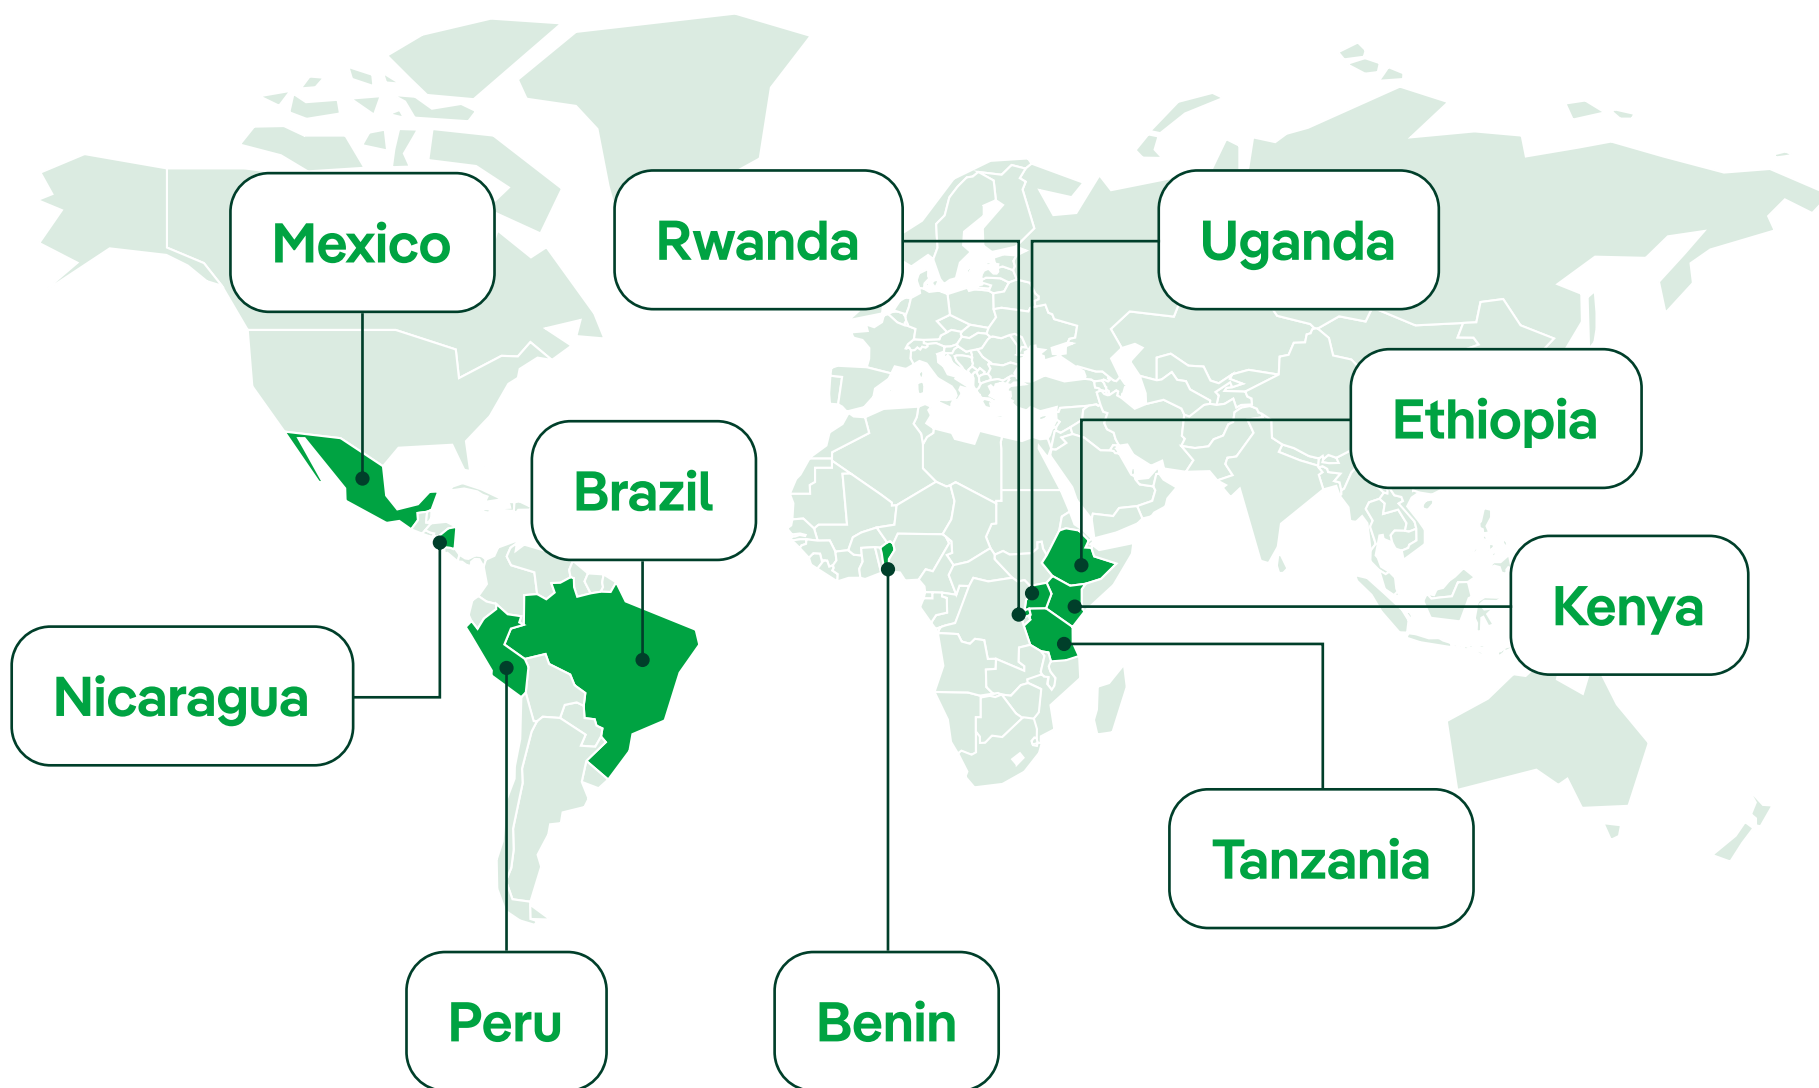 Mexico
Rwanda
Uganda
Ethiopia
Brazil
Kenya
Nicaragua
Tanzania
Peru
Benin